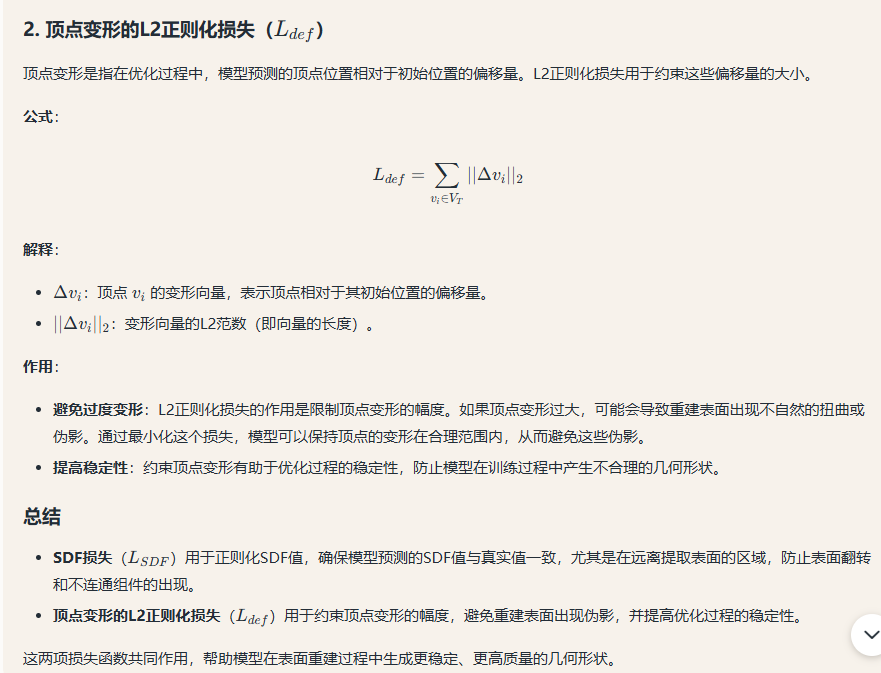 2. 顶点变形的L2正则化损失（L_{def}）
顶点变形是指在优化过程中，模型预测的顶点位置相对于初始位置的偏移量。L2正则化损失用于约束这些偏移量的大小。
公式：
L_{def} = \sum_{v_i \in V_T} ||\Delta v_i||_2
解释：
• Δv_i：顶点 v_i 的变形向量，表示顶点相对于其初始位置的偏移量。
• ||Δv_i||_2：变形向量的L2范数（即向量的长度）。
作用：
• 避免过度变形：L2正则化损失的作用是限制顶点变形的幅度。如果顶点变形过大，可能会导致重建表面出现不自然的扭曲或
伪影。通过最小化这个损失，模型可以保持顶点的变形在合理范围内，从而避免这些伪影。
• 提高稳定性：约束顶点变形有助于优化过程的稳定性，防止模型在训练过程中产生不合理的几何形状。
总结
• SDF损失（L_{SDF}）用于正则化SDF值，确保模型预测的SDF值与真实值一致，尤其是在远离提取表面的区域，防止表面翻转
和不连通组件的出现。
• 顶点变形的L2正则化损失（L_{def}）用于约束顶点变形的幅度，避免重建表面出现伪影，并提高优化过程的稳定性。
这两项损失函数共同作用，帮助模型在表面重建过程中生成更稳定、更高质量的几何形状。